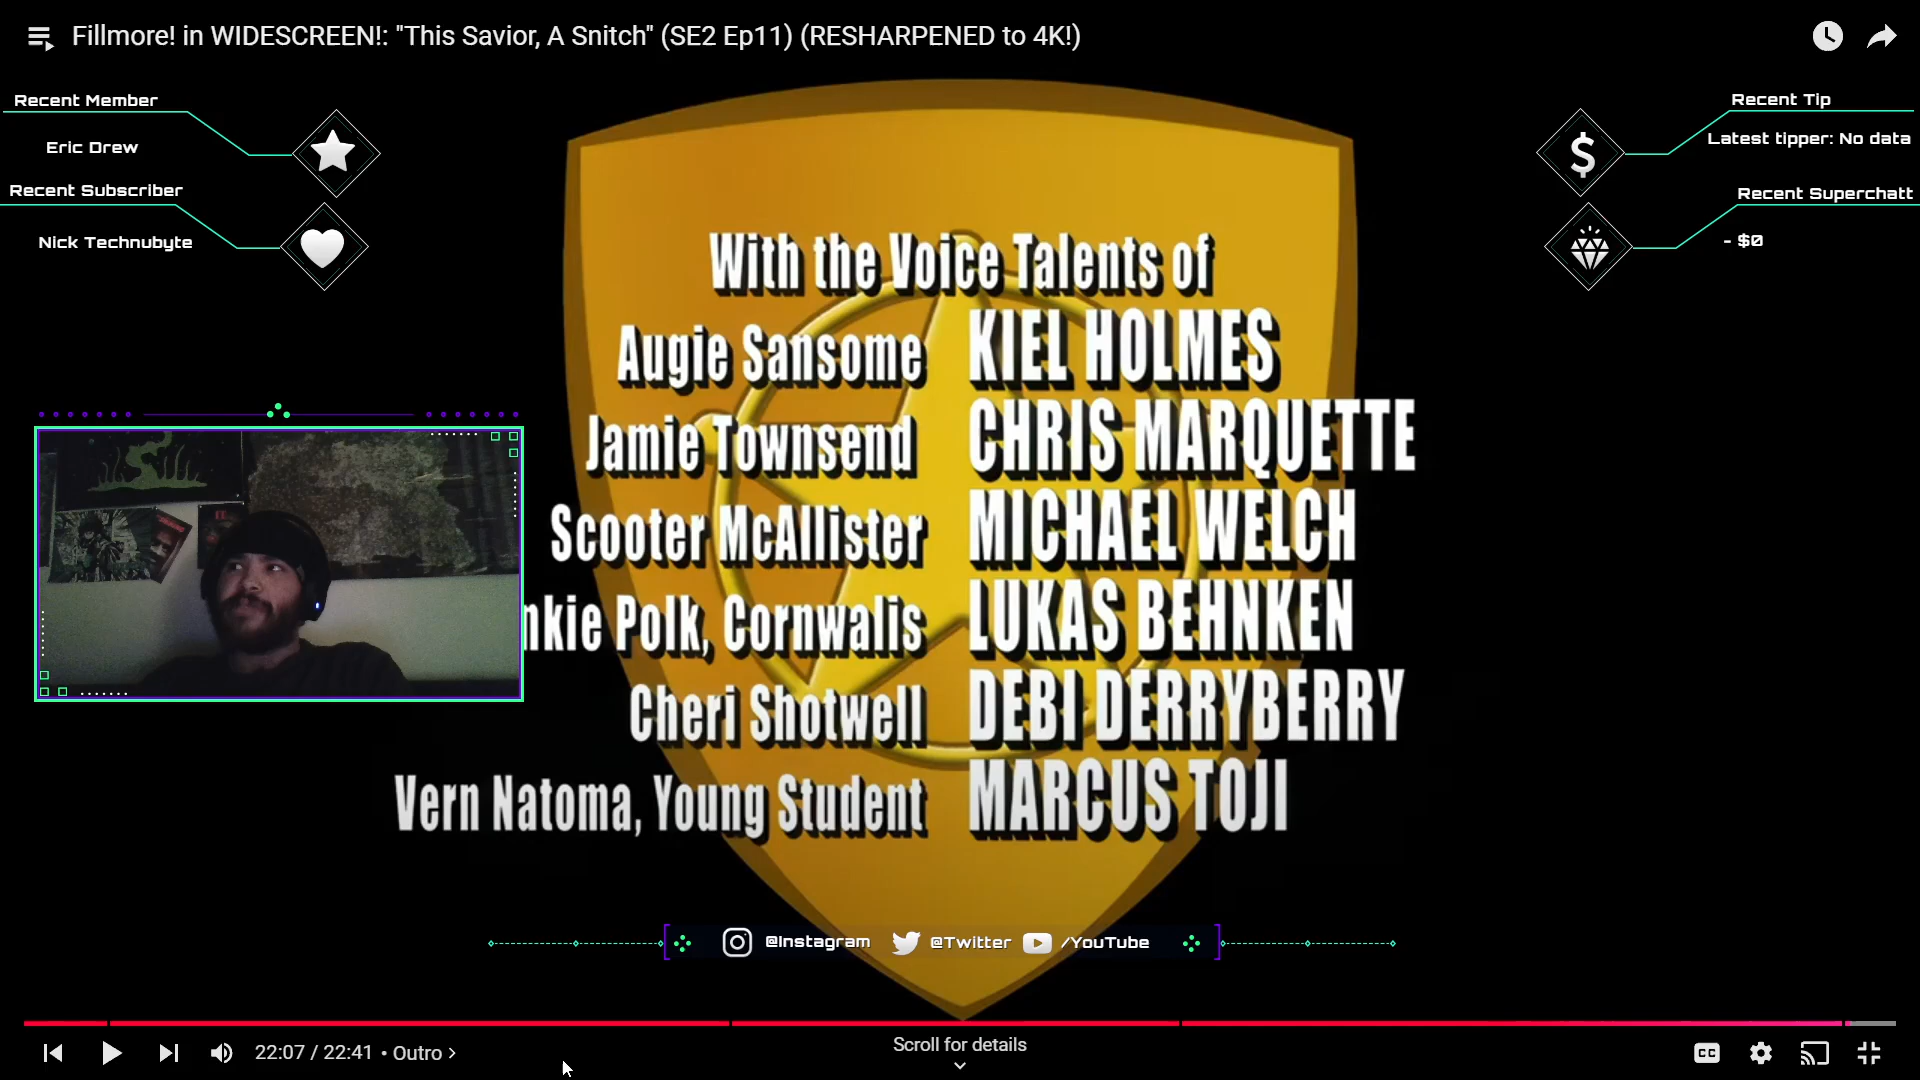 Fillmore! in WIDESCREEN!: "This Savior, A Snitch" (SE2 Ep11) (RESHARPENED to 4K!)
Recent Member
Eric Drew
Recent Subscriber
Nick Technubyte
Recent Tip
Latest tipper: No data
Recent Superchatt
- $0
With the Voice Talents of
Augie Sansome KIEL HOLMES
Jamie Townsend CHRIS MARQUETTE
Scooter McAllister MICHAEL WELCH
nkie Polk, Cornwalis LUKAS BEHNKEN
Cheri Shotwell DEBI DERRYBERRY
Vern Natoma, Young Student MARCUS TOJI
@Instagram @Twitter /YouTube
22:07 / 22:41 • Outro >
Scroll for details
CC